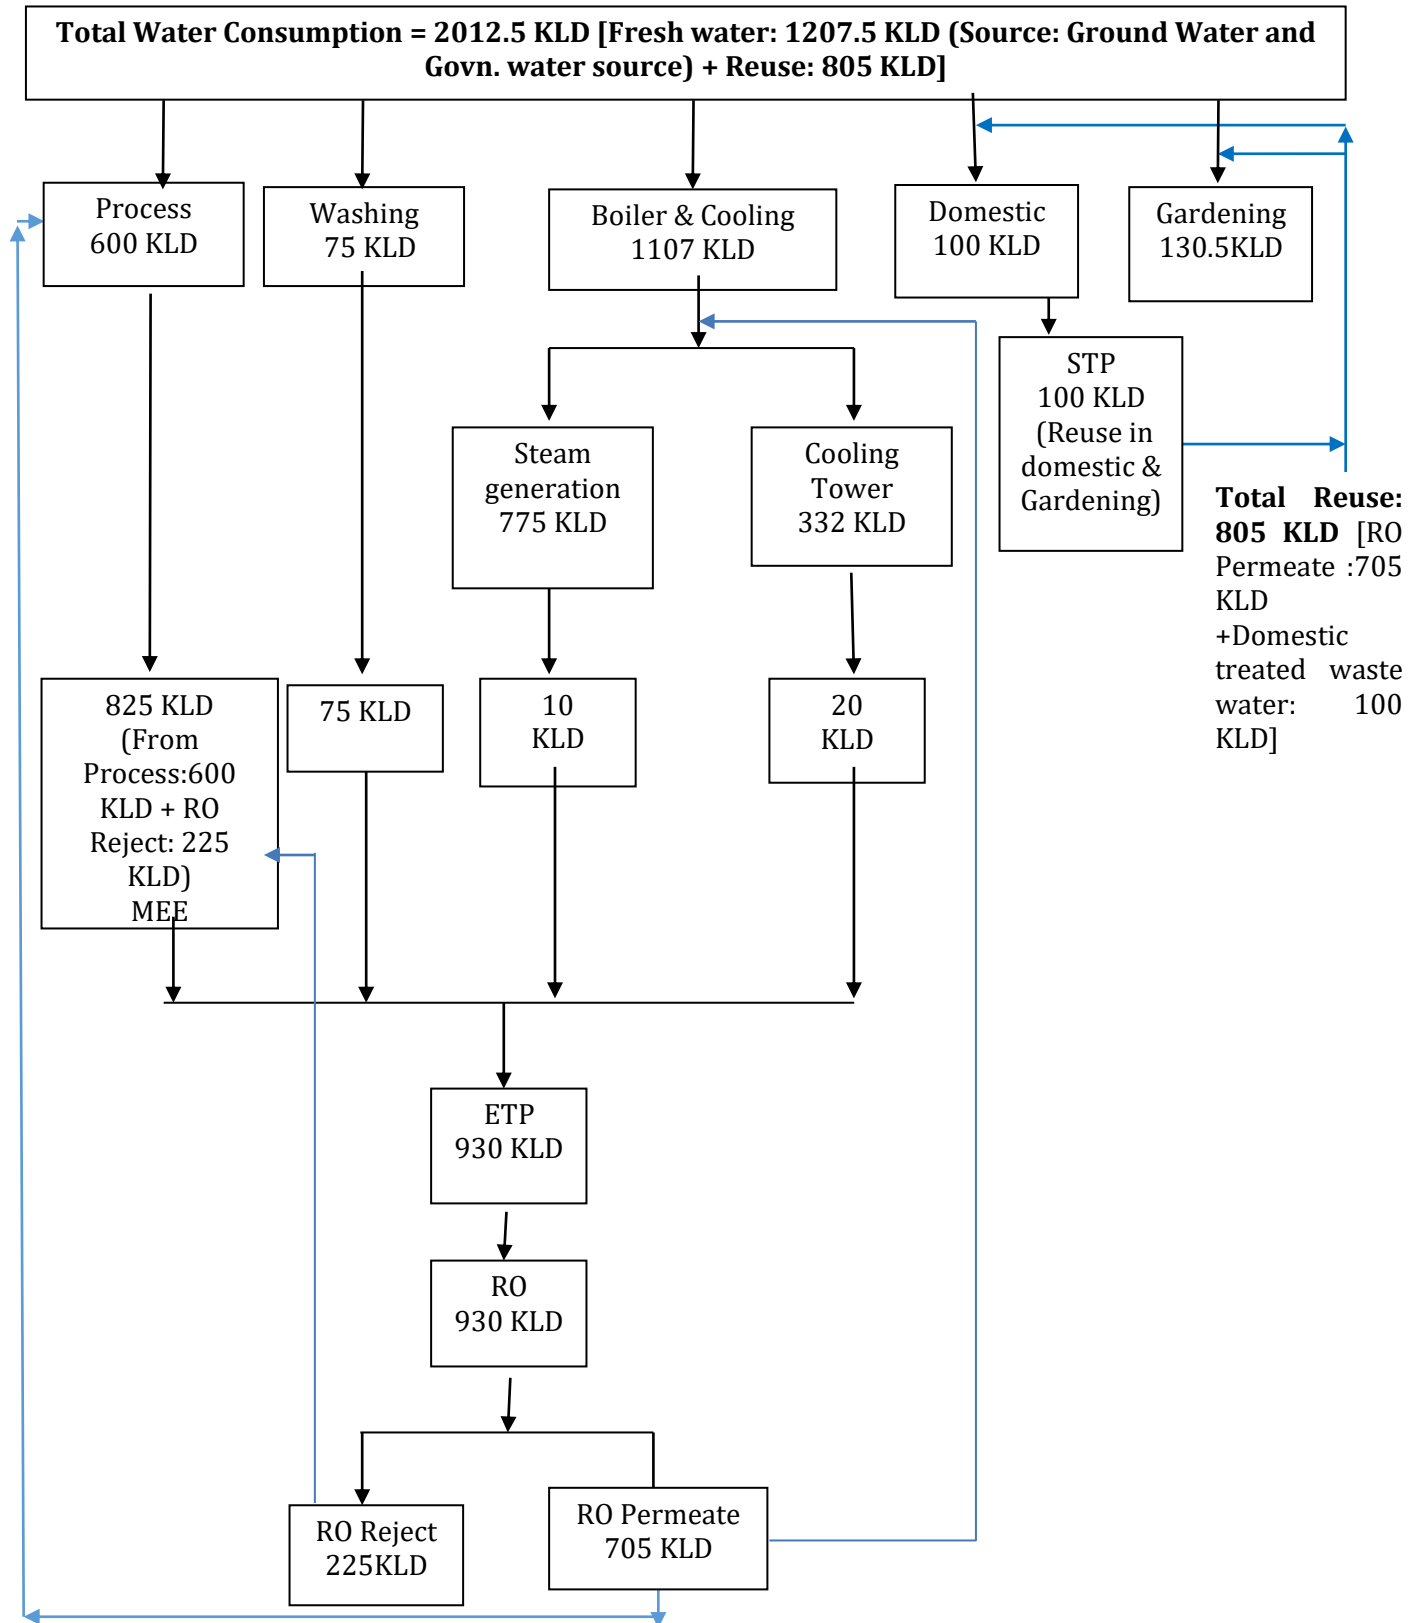 Total Water Consumption = 2012.5 KLD [Fresh water: 1207.5 KLD (Source: Ground Water and
Govn. water source) + Reuse: 805 KLD]
Process
600 KLD
Washing
75 KLD
Boiler & Cooling
1107 KLD
Domestic
100 KLD
Gardening
130.5KLD
STP
100 KLD
(Reuse in
domestic &
Gardening)
Steam
generation
775 KLD
Cooling
Tower
332 KLD
Total Reuse:
805 KLD [RO
Permeate :705
KLD
+Domestic
treated waste
water: 100
KLD]
825 KLD
(From
Process:600
KLD + RO
Reject: 225
KLD)
MEE
75 KLD
10
KLD
20
KLD
ETP
930 KLD
RO
930 KLD
RO Reject
225KLD
RO Permeate
705 KLD